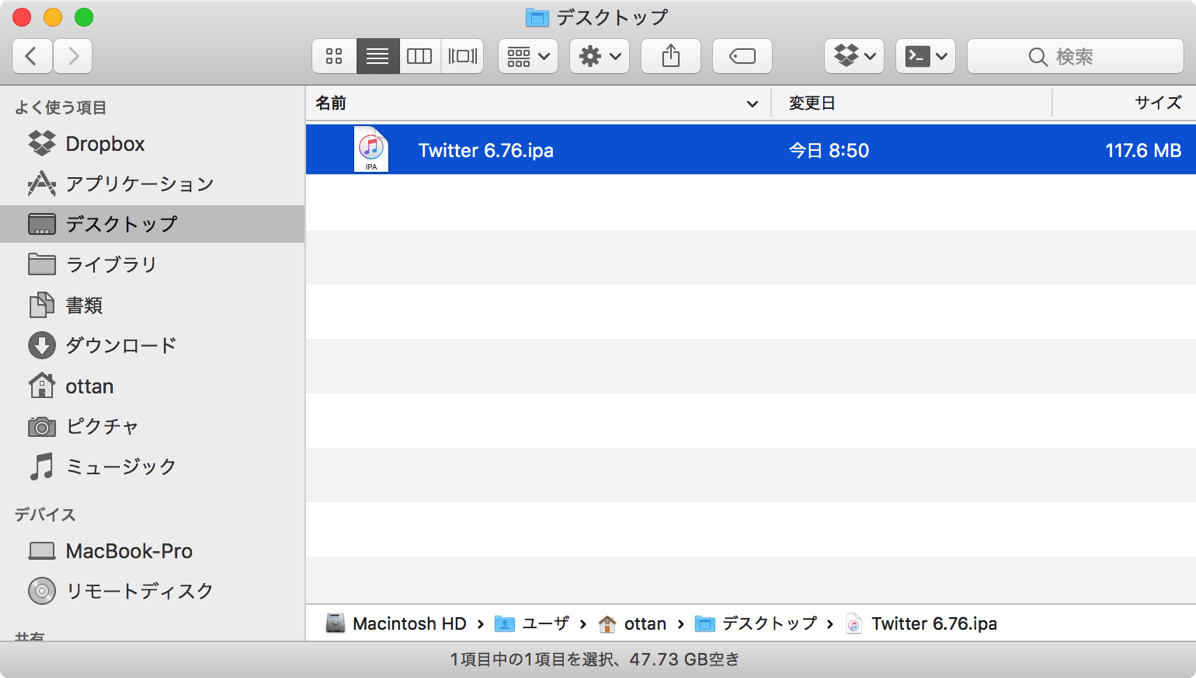 デスクトップ
検索
よく使う項目
Dropbox
アプリケーション
デスクトップ
ライブラリ
書類
ダウンロード
ottan
ピクチャ
ミュージック
デバイス
MacBook-Pro
リモートディスク
共有
名前 変更日 サイズ
IPA
Twitter 6.76.ipa 今日 8:50 117.6 MB
Macintosh HD › ユーザ › ottan › デスクトップ › Twitter 6.76.ipa
1項目中の1項目を選択、47.73 GB空き